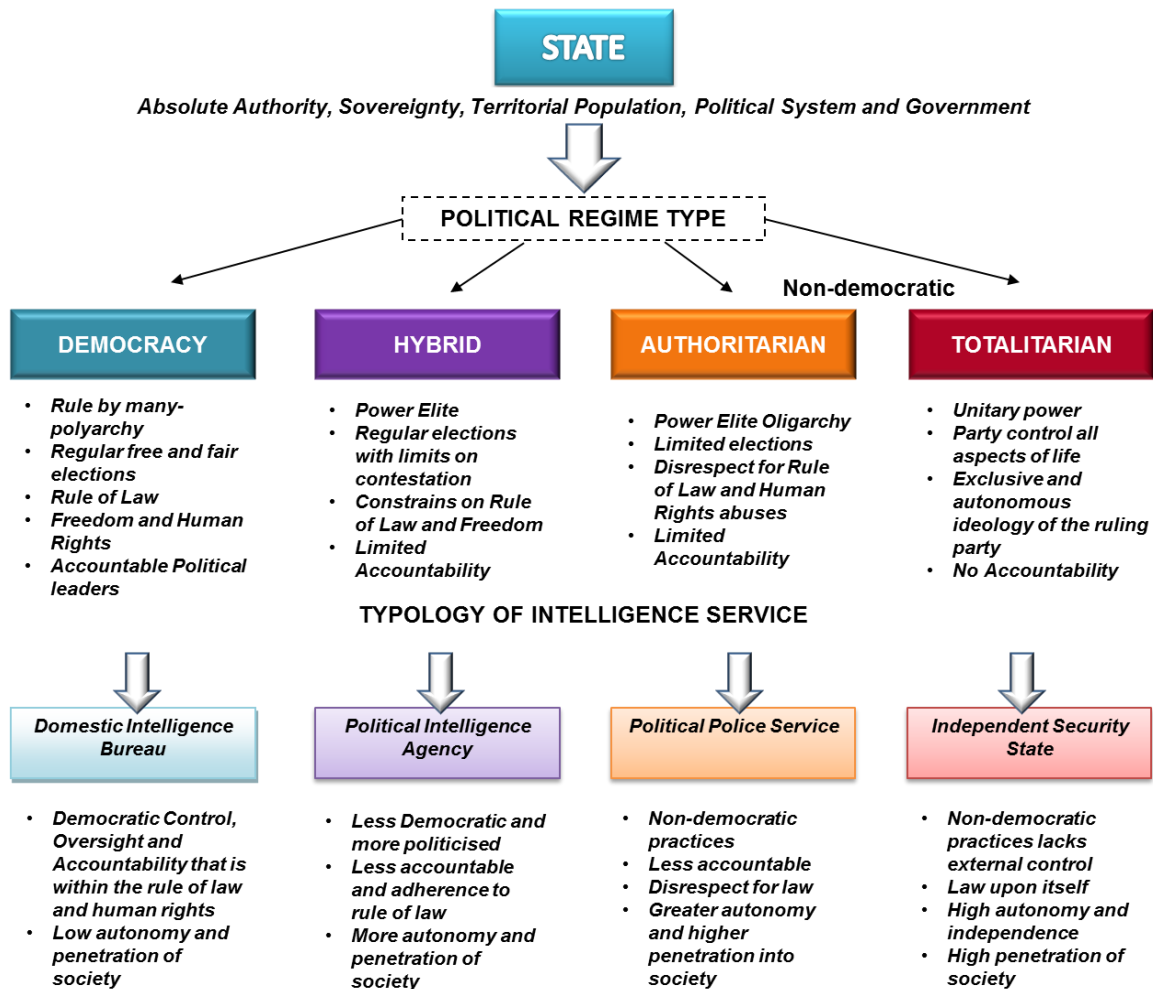 STATE
Absolute Authority, Sovereignty, Territorial Population, Political System and Government
POLITICAL REGIME TYPE
Non-democratic
DEMOCRACY
• Rule by many-
polyarchy
• Regular free and fair
elections
• Rule of Law
• Freedom and Human
Rights
• Accountable Political
leaders
HYBRID
• Power Elite
• Regular elections
with limits on
contestation
• Constrains on Rule
of Law and Freedom
• Limited
Accountability
AUTHORITARIAN
• Power Elite Oligarchy
• Limited elections
• Disrespect for Rule
of Law and Human
Rights abuses
• Limited
Accountability
TOTALITARIAN
• Unitary power
• Party control all
aspects of life
• Exclusive and
autonomous
ideology of the ruling
party
• No Accountability
TYPOLOGY OF INTELLIGENCE SERVICE
Domestic Intelligence
Bureau
• Democratic Control,
Oversight and
Accountability that is
within the rule of law
and human rights
• Low autonomy and
penetration of
society
Political Intelligence
Agency
• Less Democratic and
more politicised
• Less accountable
and adherence to
rule of law
• More autonomy and
penetration of
society
Political Police Service
• Non-democratic
practices
• Less accountable
• Disrespect for law
• Greater autonomy
and higher
penetration into
society
Independent Security
State
• Non-democratic
practices lacks
external control
• Law upon itself
• High autonomy and
independence
• High penetration of
society